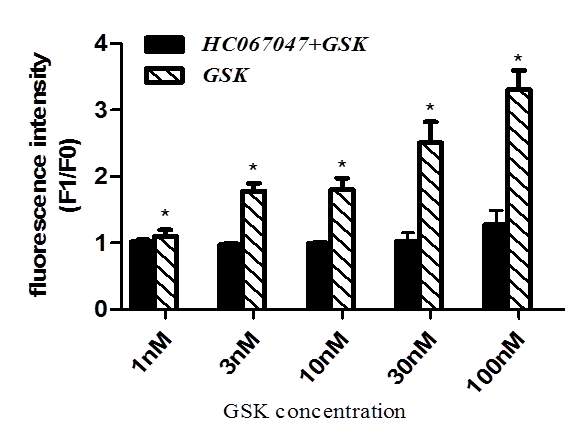 HC067047+GSK
GSK
fluorescence intensity
(F1/F0)
4
3
2
1
0
*
*
*
*
*
1nM
3nM
10nM
30nM
100nM
GSK concentration